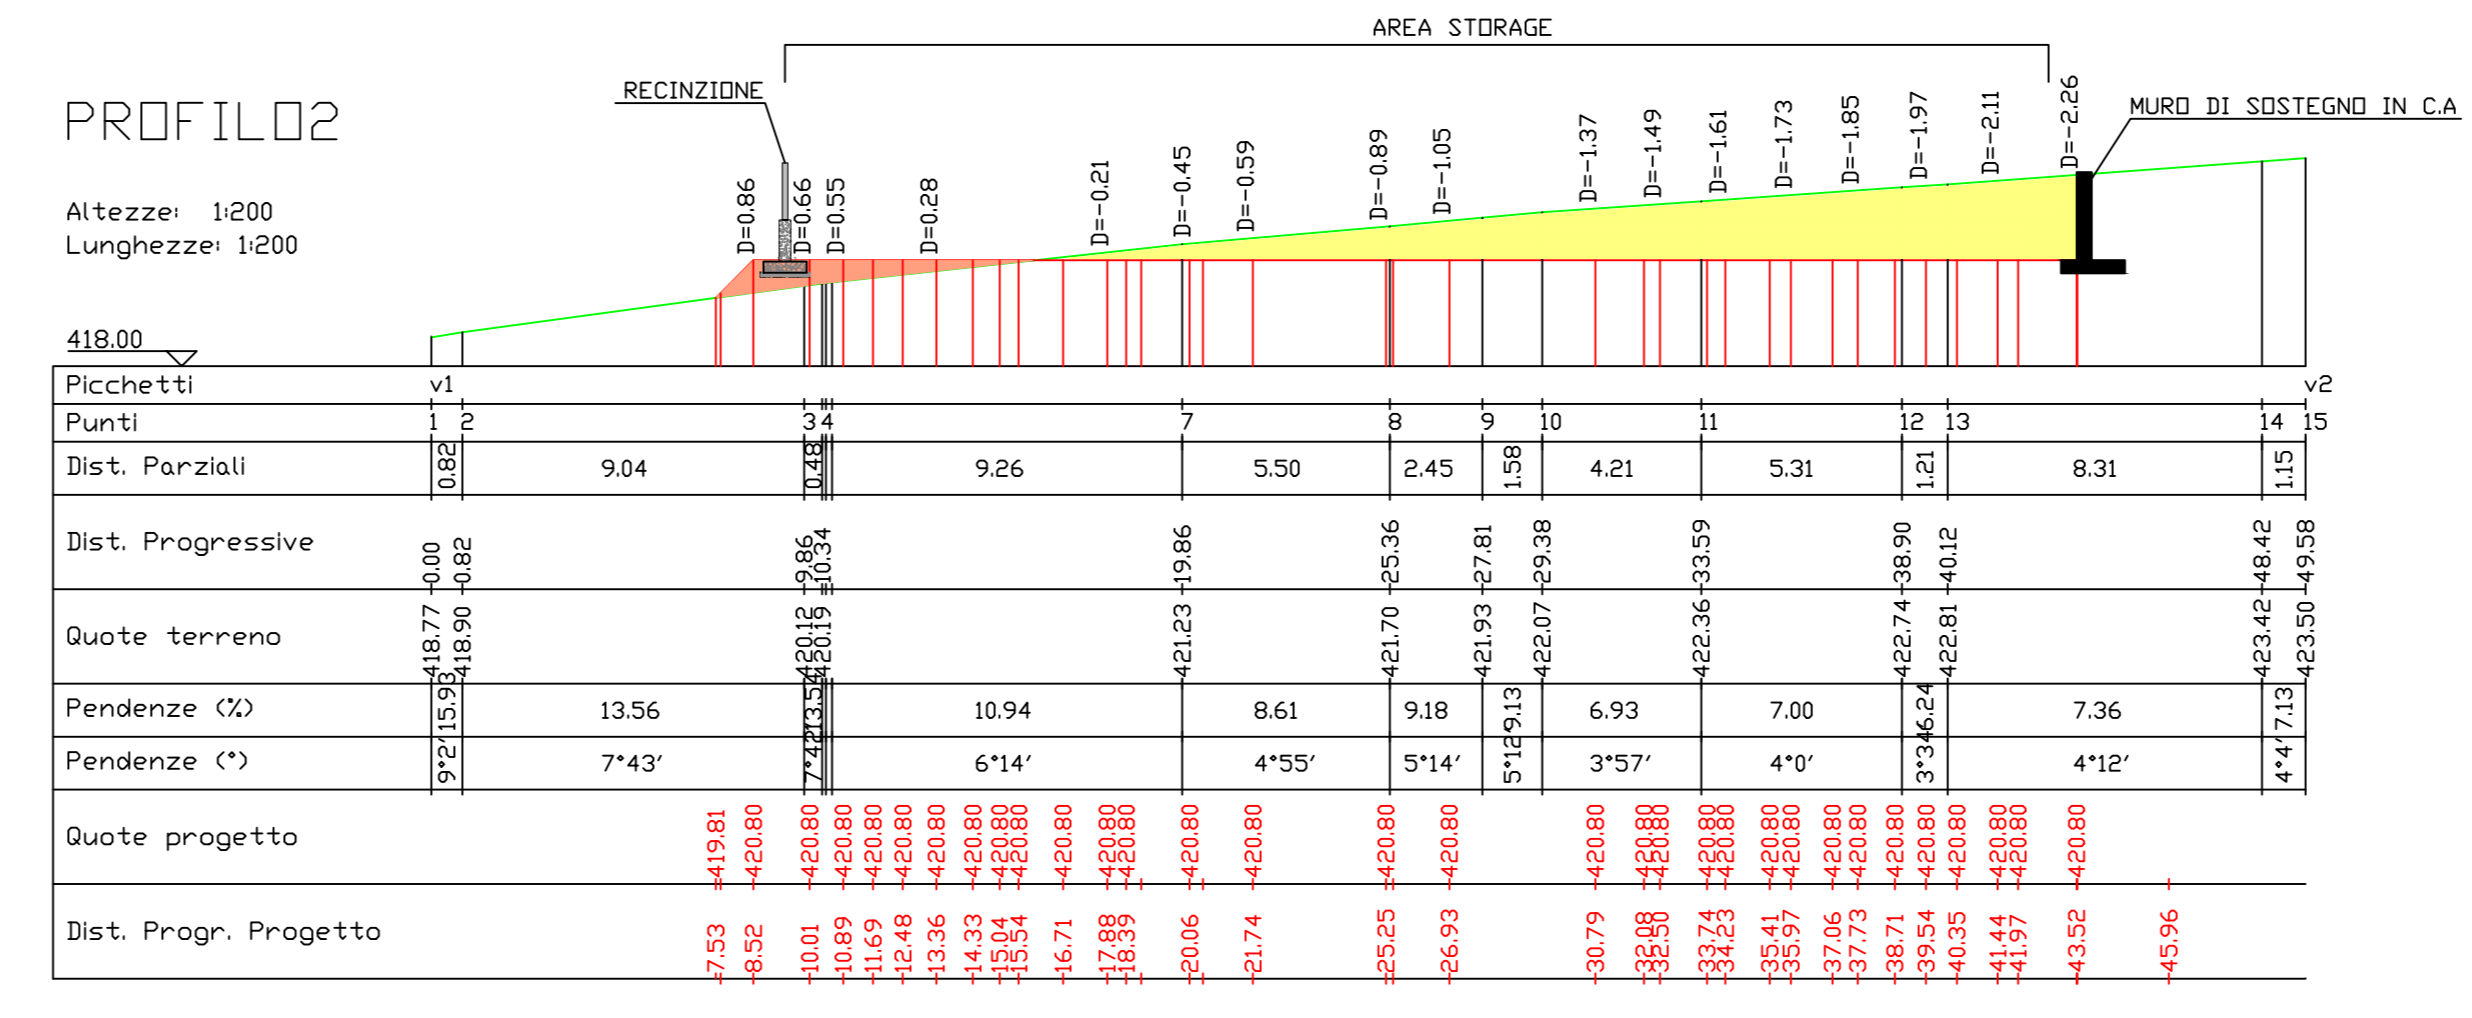 AREA STORAGE
RECINZIONE
MURO DI SOSTEGNO IN C.A
PROFILO2
Altezze: 1:200
Lunghezze: 1:200
D=0.86
D=0.66
D=0.55
D=0.28
D=-0.21
D=-0.45
D=-0.59
D=-0.89
D=-1.05
D=-1.37
D=-1.49
D=-1.61
D=-1.73
D=-1.85
D=-1.97
D=-2.11
D=-2.26
418.00
Picchetti v1 v2
Punti 1 2 3 4 7 8 9 10 11 12 13 14 15
Dist. Parziali 0.82 9.04 0.48 9.26 5.50 2.45 1.58 4.21 5.31 1.21 8.31 1.15
Dist. Progressive 0.00 0.82 9.86 10.34 19.86 25.36 27.81 29.38 33.59 38.90 40.12 48.42 49.58
Quote terreno 418.77 418.90 420.12 420.19 421.23 421.70 421.93 422.07 422.36 422.74 422.81 423.42 423.50
Pendenze (%) 15.93 13.56 13.54 10.94 8.61 9.18 9.13 6.93 7.00 6.24 7.36 7.13
Pendenze (°) 9°2' 7°43' 7°42' 6°14' 4°55' 5°14' 5°12' 3°57' 4°0' 3°34' 4°12' 4°4'
Quote progetto 419.81 420.80 420.80 420.80 420.80 420.80 420.80 420.80 420.80 420.80 420.80 420.80 420.80 420.80 420.80 420.80 420.80 420.80 420.80 420.80 420.80 420.80 420.80 420.80 420.80 420.80 420.80 420.80 420.80 420.80 420.80 420.80
Dist. Progr. Progetto 7.53 8.52 10.01 10.89 11.69 12.48 13.36 14.33 15.04 15.54 16.71 17.88 18.39 20.06 21.74 25.25 26.93 30.79 32.08 32.50 33.74 34.23 35.41 35.97 37.06 37.73 38.71 39.54 40.35 41.44 41.97 43.52 45.96